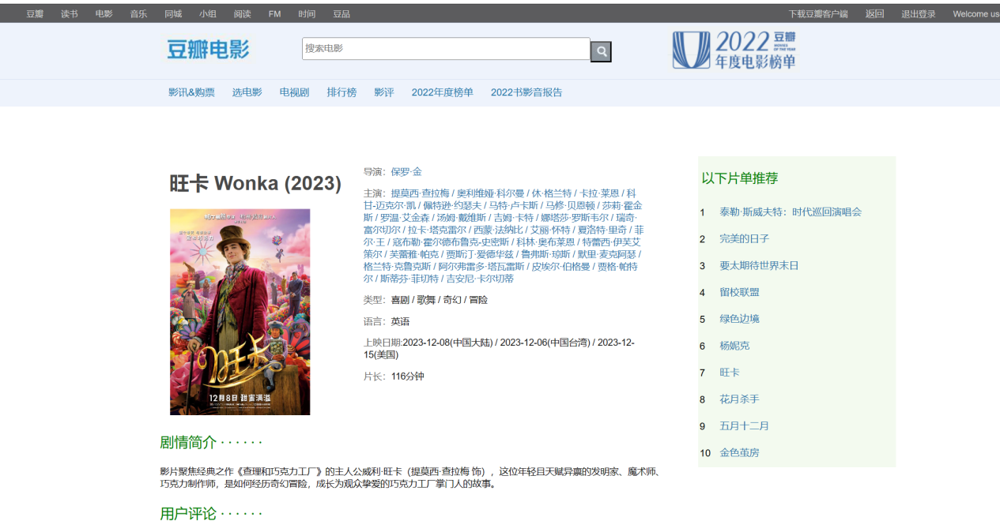 豆瓣 读书 电影 音乐 同城 小组 阅读 FM 时间 豆品 下载豆瓣客户端 返回 退出登录 Welcome us
豆瓣电影
搜索电影
2022 豆瓣
MOVIES OF THE YEAR
年度电影榜单
影讯&购票 选电影 电视剧 排行榜 影评 2022年度榜单 2022书影音报告
旺卡 Wonka (2023)
导演：保罗·金
主演：提莫西·查拉梅 / 奥利维娅·科尔曼 / 休·格兰特 / 卡拉·莱恩 / 科
甘-迈克尔·凯 / 佩特逊·约瑟夫 / 马特·卢卡斯 / 马修·贝恩顿 / 莎莉·霍金
斯 / 罗温·艾金森 / 汤姆·戴维斯 / 吉姆·卡特 / 娜塔莎·罗斯韦尔 / 瑞奇·
富尔切尔 / 拉卡·塔克雷尔 / 西蒙·法纳比 / 艾丽·怀特 / 夏洛特·里奇 / 菲
尔·王 / 寇布勒·霍尔德布鲁克-史密斯 / 科林·奥布莱恩 / 特蕾西·伊芙艾
策尔 / 芙蕾雅·帕克 / 贾斯汀·爱德华兹 / 鲁弗斯·琼斯 / 默里·麦克阿瑟 /
格兰特·克鲁克斯 / 阿尔弗雷多·塔瓦雷斯 / 皮埃尔·伯格曼 / 贾格·帕特
尔 / 斯蒂芬·菲切特 / 吉安尼·卡尔切蒂
类型：喜剧 / 歌舞 / 奇幻 / 冒险
语言：英语
上映日期:2023-12-08(中国大陆) / 2023-12-06(中国台湾) / 2023-12-
15(美国)
片长：116分钟
旺卡
12月8日 甜蜜满溢
剧情简介 · · · · · ·
影片聚焦经典之作《查理和巧克力工厂》的主人公威利·旺卡（提莫西·查拉梅 饰），这位年轻且天赋异禀的发明家、魔术师、
巧克力制作师，是如何经历奇幻冒险，成长为观众挚爱的巧克力工厂掌门人的故事。
用户评论 · · · · · ·
以下片单推荐
1 泰勒·斯威夫特：时代巡回演唱会
2 完美的日子
3 要太期待世界末日
4 留校联盟
5 绿色边境
6 杨妮克
7 旺卡
8 花月杀手
9 五月十二月
10 金色茧房